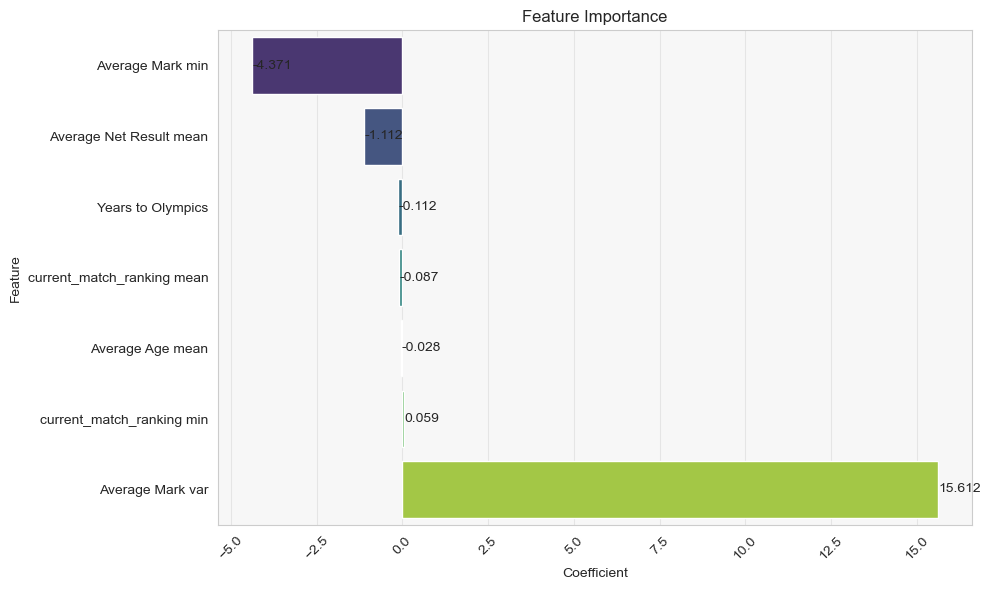 Feature Importance
Average Mark min
-4.371
Average Net Result mean
-1.112
Years to Olympics
-0.112
current_match_ranking mean
-0.087
Average Age mean
-0.028
current_match_ranking min
0.059
Average Mark var
15.612
Feature
−5.0
−2.5
0.0
2.5
5.0
7.5
10.0
12.5
15.0
Coefficient